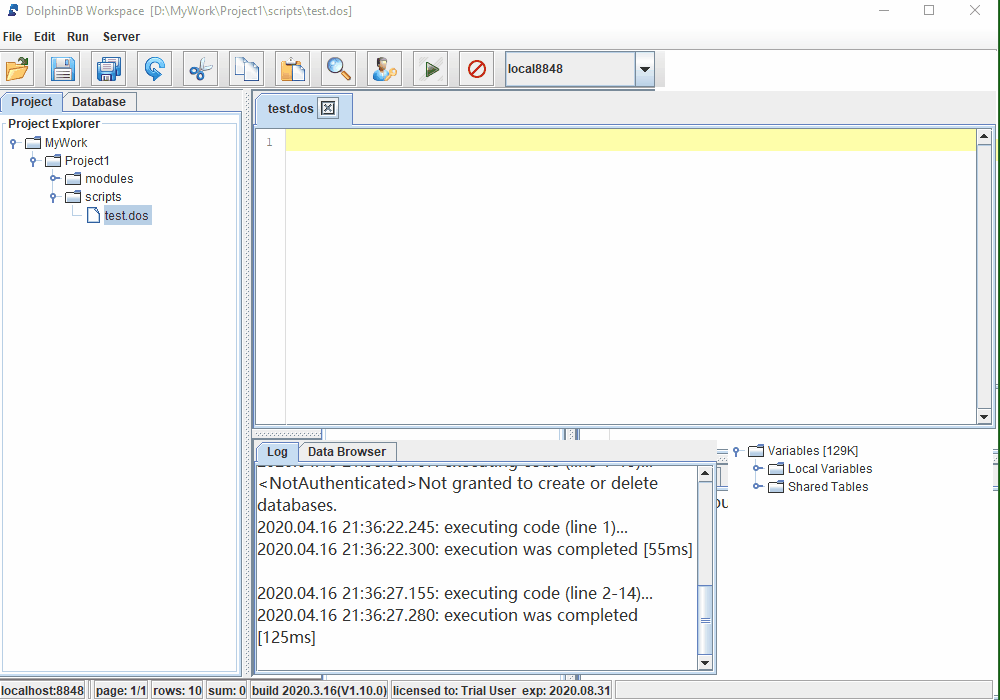 DolphinDB Workspace [D:\MyWork\Project1\scripts\test.dos]
File Edit Run Server
local8848
Project Database
test.dos
Project Explorer
MyWork
Project1
modules
scripts
test.dos
1
Log Data Browser
<NotAuthenticated>Not granted to create or delete
databases.
2020.04.16 21:36:22.245: executing code (line 1)...
2020.04.16 21:36:22.300: execution was completed [55ms]
2020.04.16 21:36:27.155: executing code (line 2-14)...
2020.04.16 21:36:27.280: execution was completed
[125ms]
Variables [129K]
Local Variables
Shared Tables
localhost:8848 page: 1/1 rows: 10 sum: 0 build 2020.3.16(V1.10.0) licensed to: Trial User exp: 2020.08.31